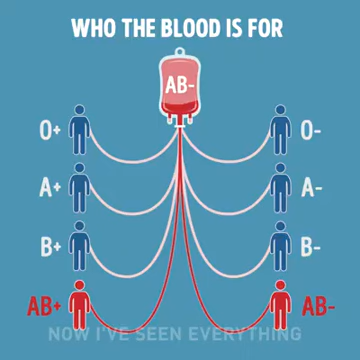 WHO THE BLOOD IS FOR
AB-
O+
O-
A+
A-
B+
B-
AB+
AB-
NOW I'VE SEEN EVERYTHING